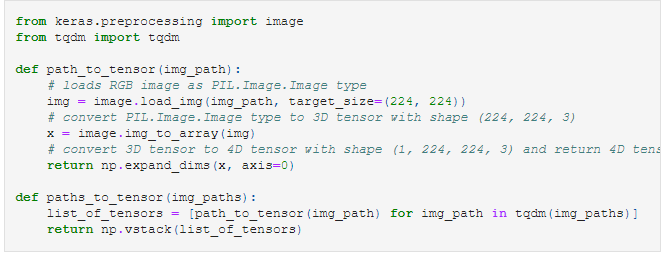 from keras.preprocessing import image
from tqdm import tqdm
def path_to_tensor(img_path):
    # loads RGB image as PIL.Image.Image type
    img = image.load_img(img_path, target_size=(224, 224))
    # convert PIL.Image.Image type to 3D tensor with shape (224, 224, 3)
    x = image.img_to_array(img)
    # convert 3D tensor to 4D tensor with shape (1, 224, 224, 3) and return 4D tens
    return np.expand_dims(x, axis=0)
def paths_to_tensor(img_paths):
    list_of_tensors = [path_to_tensor(img_path) for img_path in tqdm(img_paths)]
    return np.vstack(list_of_tensors)